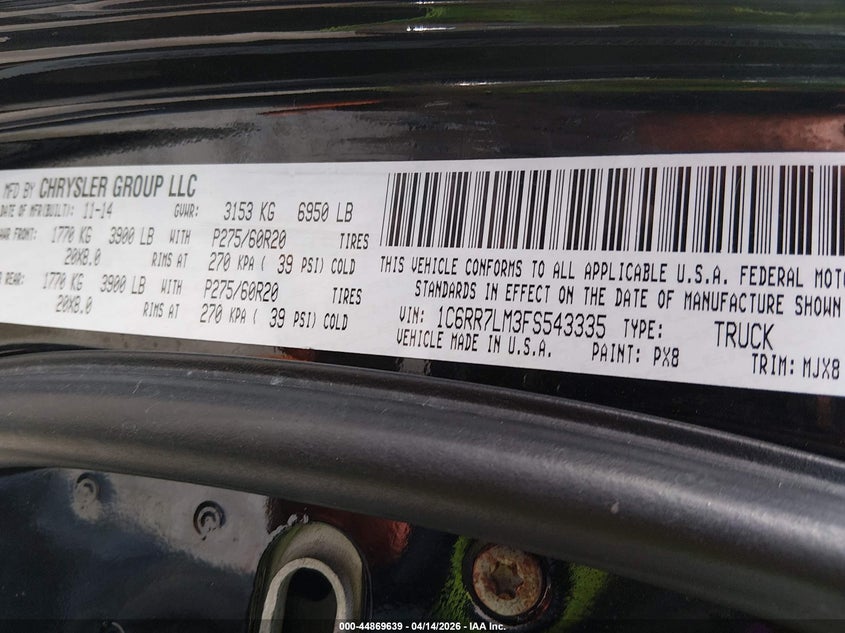 MFD BY CHRYSLER GROUP LLC
DATE OF MFR(BUILT): 11-14 GVWR: 3153 KG 6950 LB
FRONT: 1770 KG 3900 LB WITH P275/60R20 TIRES
20X8.0 RIMS AT 270 KPA ( 39 PSI) COLD
REAR: 1770 KG 3900 LB WITH P275/60R20 TIRES
20X8.0 RIMS AT 270 KPA ( 39 PSI) COLD
THIS VEHICLE CONFORMS TO ALL APPLICABLE U.S.A. FEDERAL
STANDARDS IN EFFECT ON THE DATE OF MANUFACTURE SHOWN
VIN: 1C6RR7LM3FS543335 TYPE: TRUCK
VEHICLE MADE IN U.S.A. PAINT: PX8 TRIM: MJX8
000-44869639 - 04/14/2026 - IAA Inc.